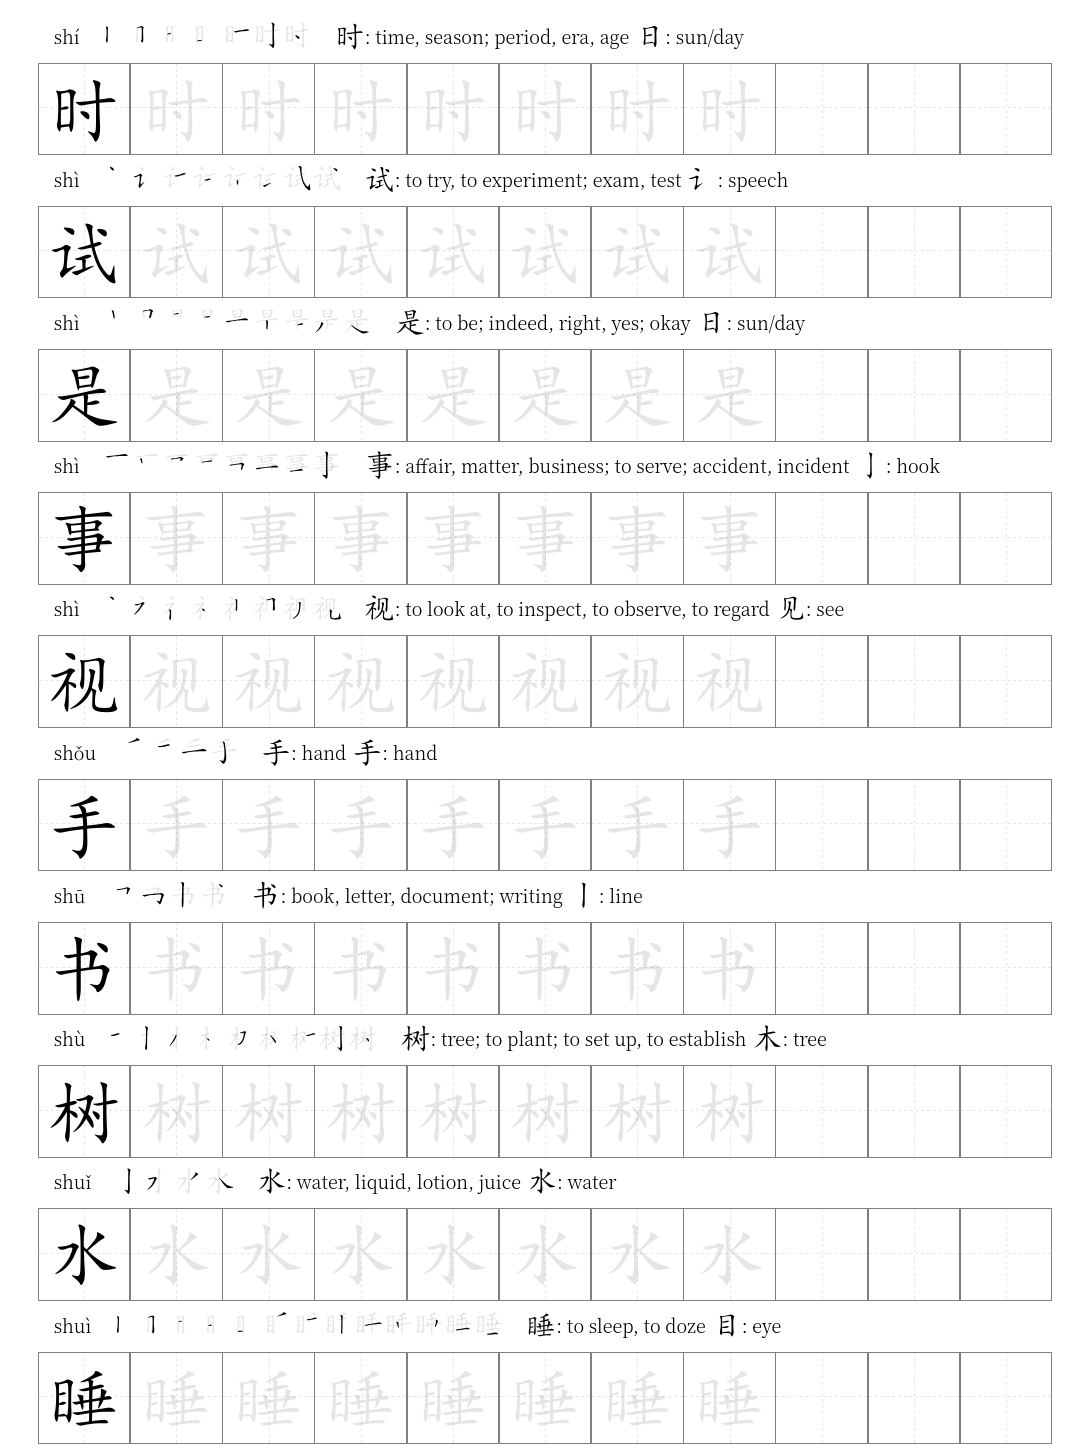 shí 时: time, season; period, era, age 日: sun/day
时 时 时 时 时 时 时 时
shì 试: to try, to experiment; exam, test 讠: speech
试 试 试 试 试 试 试 试
shì 是: to be; indeed, right, yes; okay 日: sun/day
是 是 是 是 是 是 是 是
shì 事: affair, matter, business; to serve; accident, incident 亅: hook
事 事 事 事 事 事 事 事
shì 视: to look at, to inspect, to observe, to regard 见: see
视 视 视 视 视 视 视 视
shǒu 手: hand 手: hand
手 手 手 手 手 手 手 手
shū 书: book, letter, document; writing 丨: line
书 书 书 书 书 书 书 书
shù 树: tree; to plant; to set up, to establish 木: tree
树 树 树 树 树 树 树 树
shuǐ 水: water, liquid, lotion, juice 水: water
水 水 水 水 水 水 水 水
shuì 睡: to sleep, to doze 目: eye
睡 睡 睡 睡 睡 睡 睡 睡